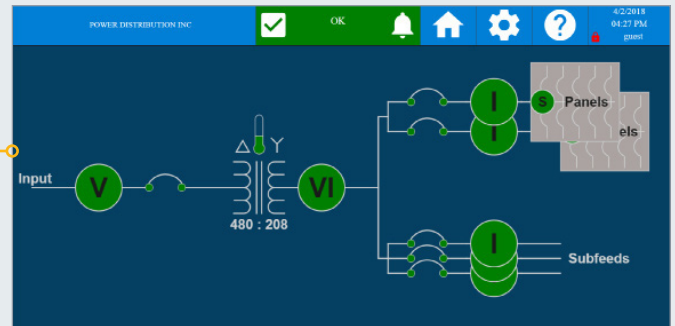 POWER DISTRIBUTION INC
OK
?
4/2/2018
04:27 PM
guest
I
S
Panels
I
els
Δ
Y
Input
V
VI
480 : 208
I
Subfeeds